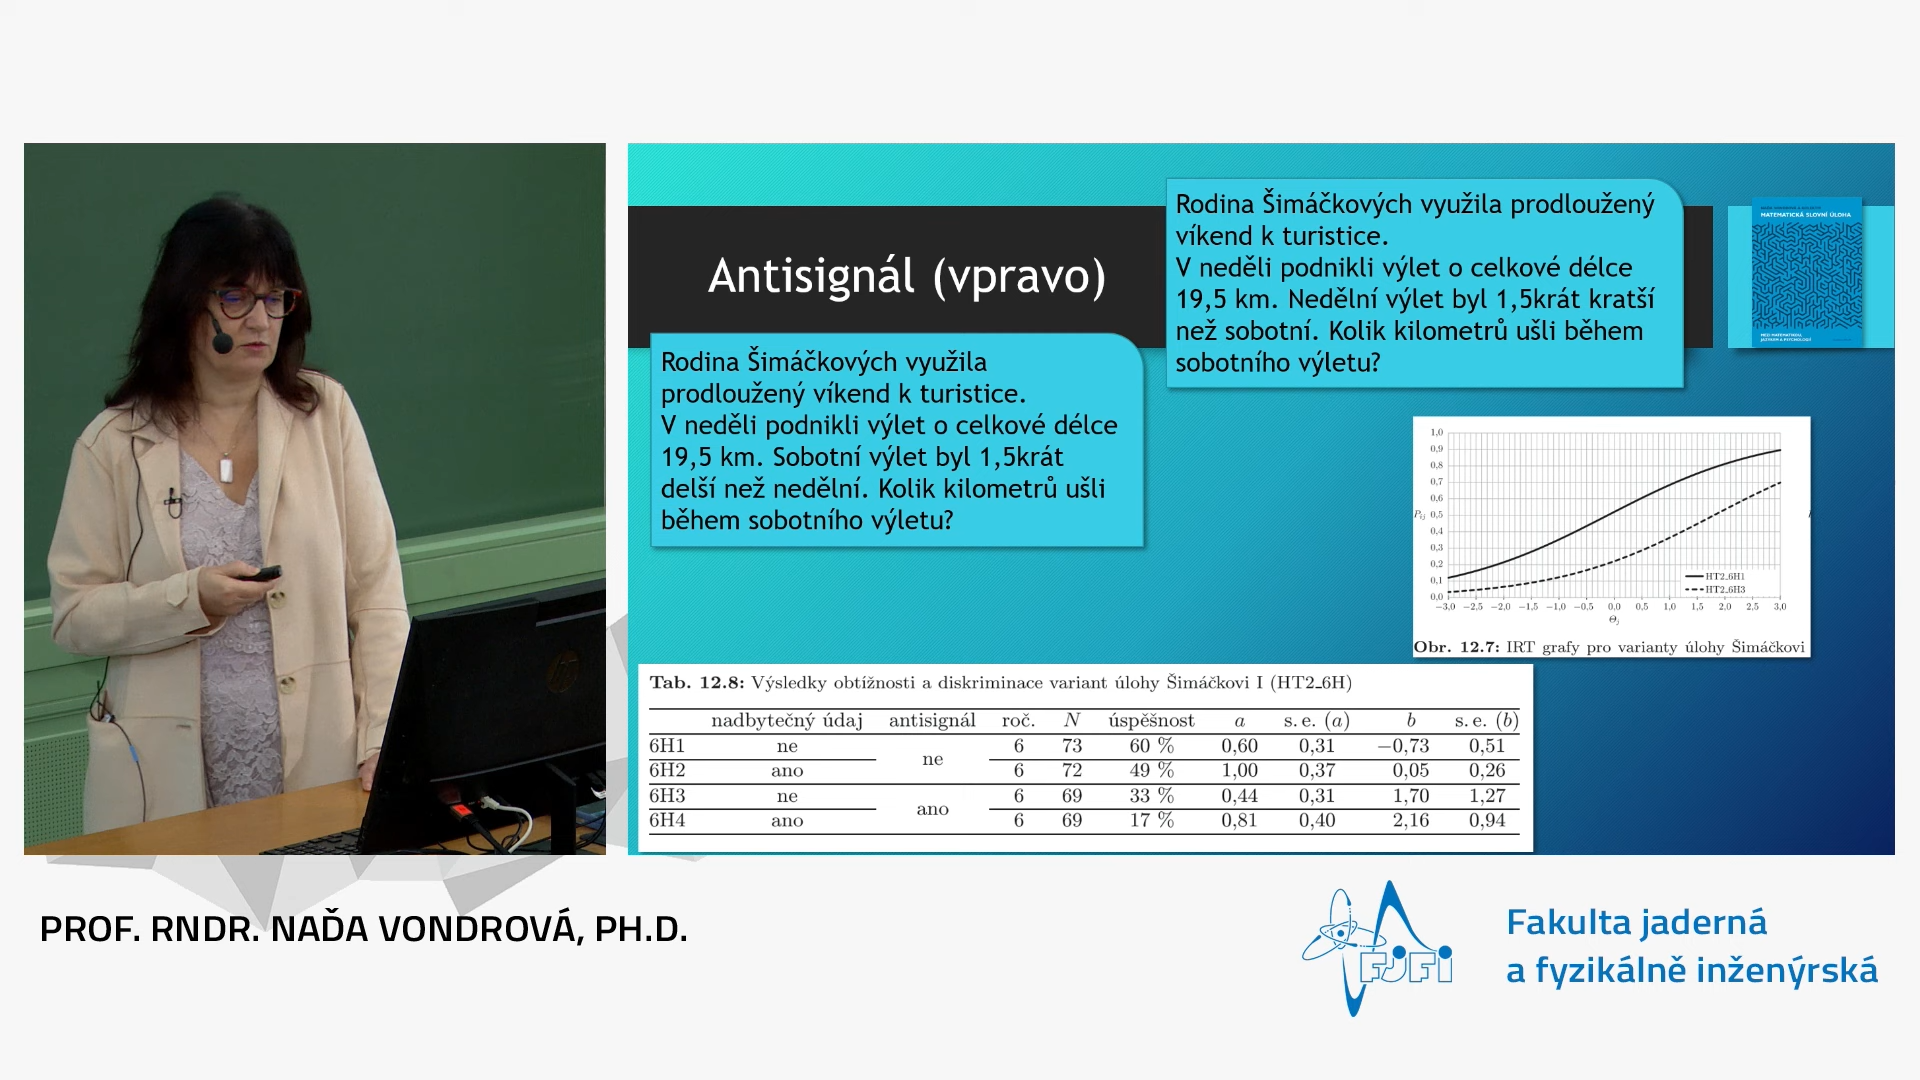 Antisignál (vpravo)
Rodina Šimáčkových využila
prodloužený víkend k turistice.
V neděli podnikli výlet o celkové délce
19,5 km. Sobotní výlet byl 1,5krát
delší než nedělní. Kolik kilometrů ušli
během sobotního výletu?
Rodina Šimáčkových využila prodloužený
víkend k turistice.
V neděli podnikli výlet o celkové délce
19,5 km. Nedělní výlet byl 1,5krát kratší
než sobotní. Kolik kilometrů ušli během
sobotního výletu?
MATEMATICKÁ SLOVNÍ ÚLOHA
MEZI MATEMATIKOU,
JAZYKEM A PSYCHOLOGIÍ
1,0
0,9
0,8
0,7
0,6
Pij 0,5
0,4
0,3
0,2
0,1
0,0
−3,0 −2,5 −2,0 −1,5 −1,0 −0,5 0,0 0,5 1,0 1,5 2,0 2,5 3,0
Θj
HT2_6H1
HT2_6H3
Obr. 12.7: IRT grafy pro varianty úlohy Šimáčkovi
Tab. 12.8: Výsledky obtížnosti a diskriminace variant úlohy Šimáčkovi I (HT2_6H)
nadbytečný údaj antisignál roč. N úspěšnost a s. e. (a) b s. e. (b)
6H1 ne ne 6 73 60 % 0,60 0,31 −0,73 0,51
6H2 ano 6 72 49 % 1,00 0,37 0,05 0,26
6H3 ne ano 6 69 33 % 0,44 0,31 1,70 1,27
6H4 ano 6 69 17 % 0,81 0,40 2,16 0,94
PROF. RNDR. NAĎA VONDROVÁ, PH.D.
FJFI
Fakulta jaderná
a fyzikálně inženýrská